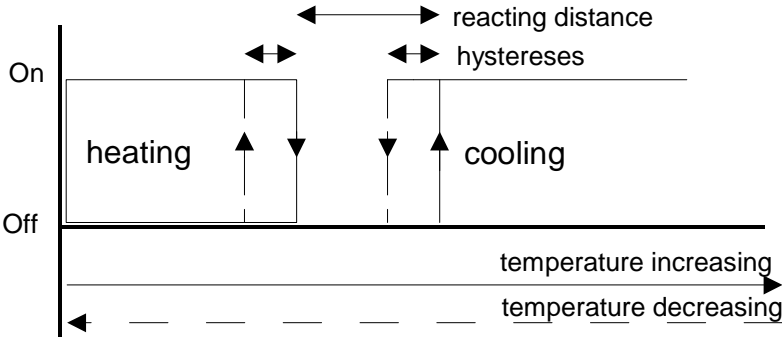 reacting distance
hystereses
On
heating
cooling
Off
temperature increasing
temperature decreasing